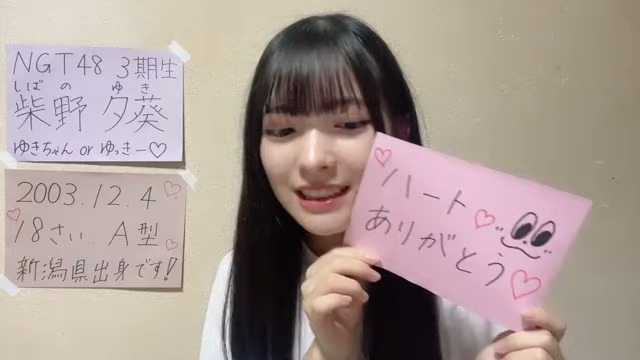 NGT48 3期生
しば の ゆ き
柴野 夕葵
ゆきちゃん or ゆっきー♡
2003.12.4
18さい A型
新潟県出身です!
ハート
ありがとう